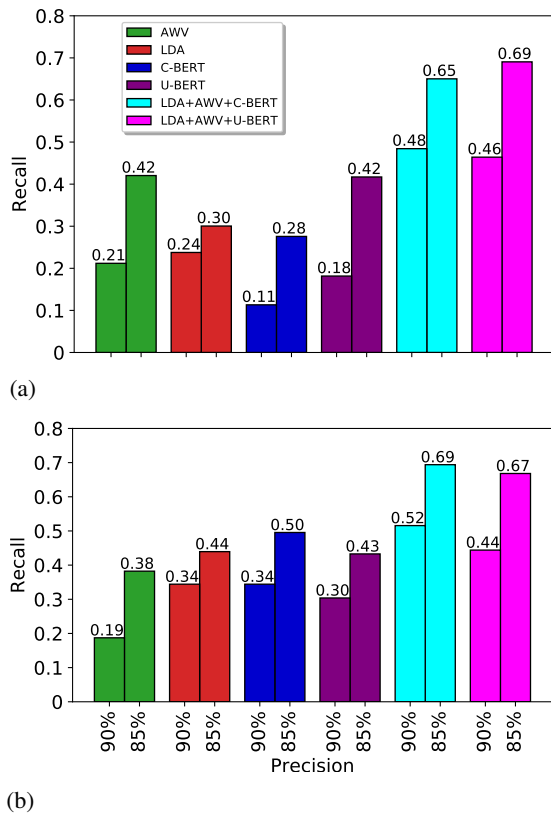 0.8
0.7
0.6
0.5
0.4
0.3
0.2
0.1
0
Recall
AWV
LDA
C-BERT
U-BERT
LDA+AWV+C-BERT
LDA+AWV+U-BERT
0.21 0.42 0.24 0.30 0.11 0.28 0.18 0.42 0.48 0.65 0.46 0.69
(a)
0.8
0.7
0.6
0.5
0.4
0.3
0.2
0.1
0
Recall
0.19 0.38 0.34 0.44 0.34 0.50 0.30 0.43 0.52 0.69 0.44 0.67
90% 85% 90% 85% 90% 85% 90% 85% 90% 85% 90% 85%
Precision
(b)